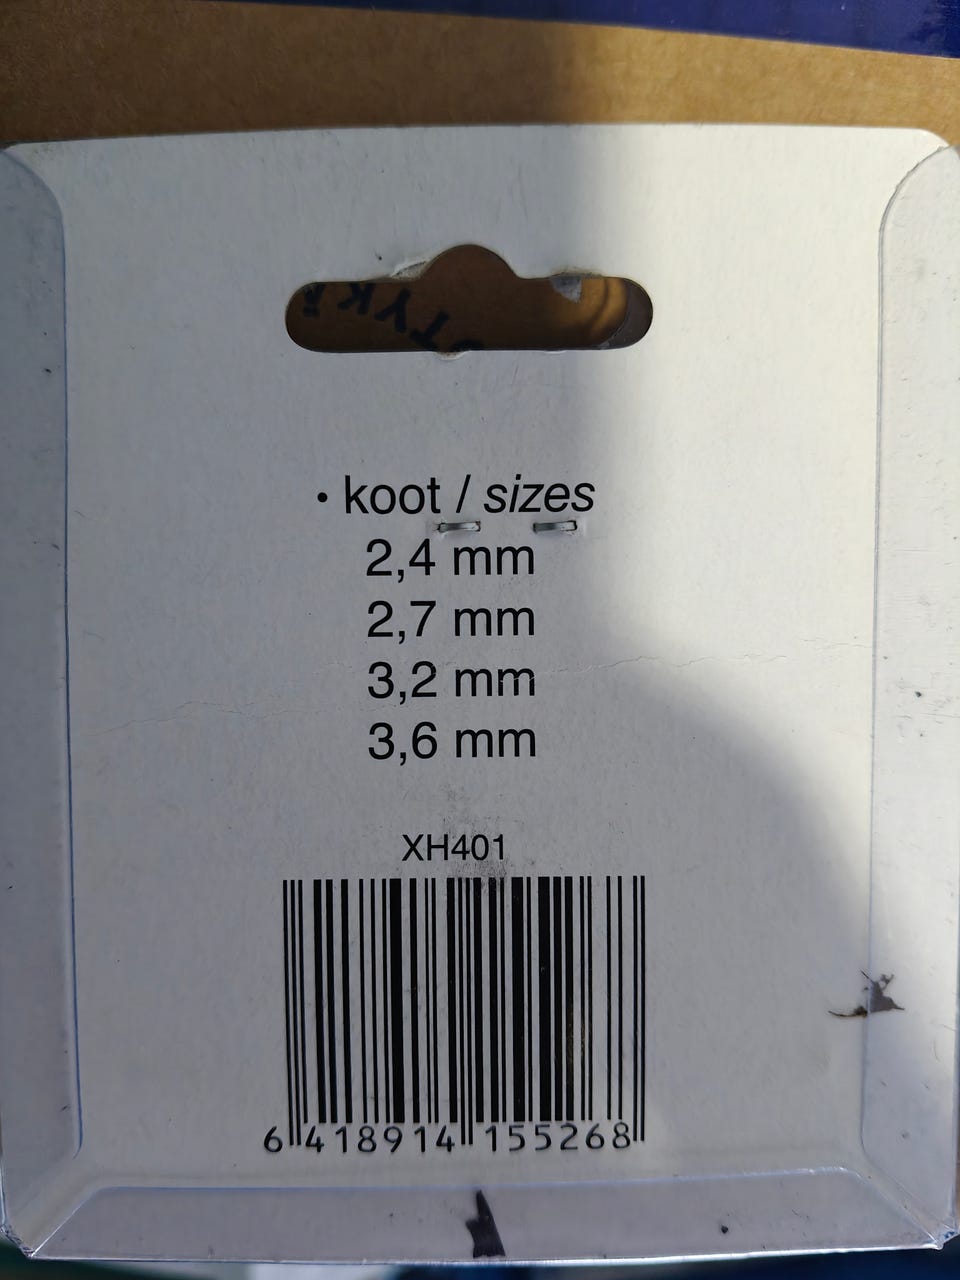 • koot / sizes
2,4 mm
2,7 mm
3,2 mm
3,6 mm
XH401
6 418914 155268